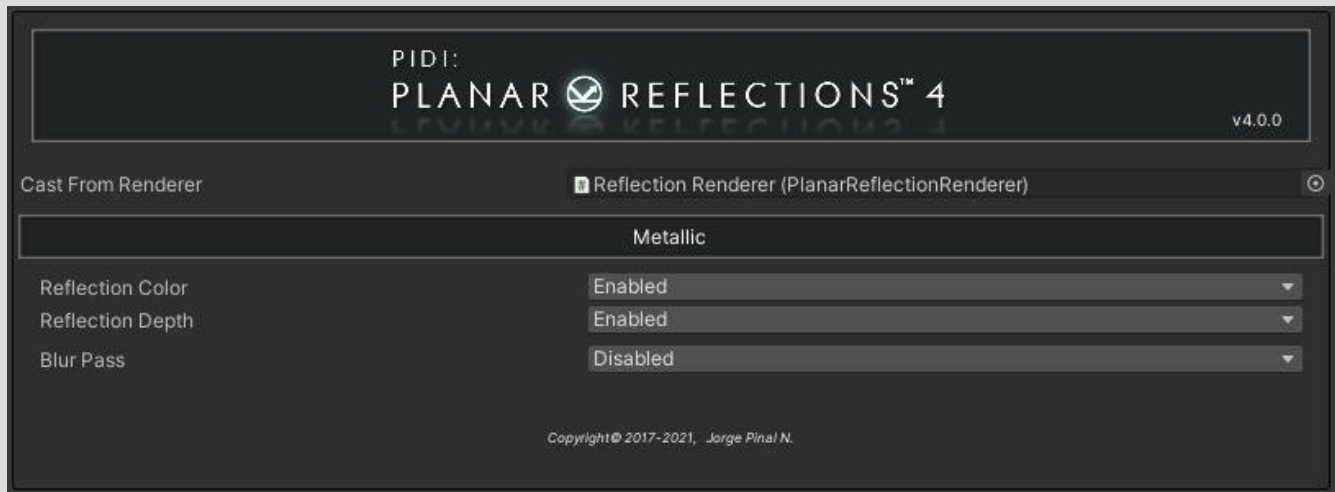 PIDI:
PLANAR REFLECTIONS™ 4
v4.0.0
Cast From Renderer
Reflection Renderer (PlanarReflectionRenderer)
Metallic
Reflection Color
Enabled
Reflection Depth
Enabled
Blur Pass
Disabled
Copyright© 2017-2021, Jorge Pinal N.